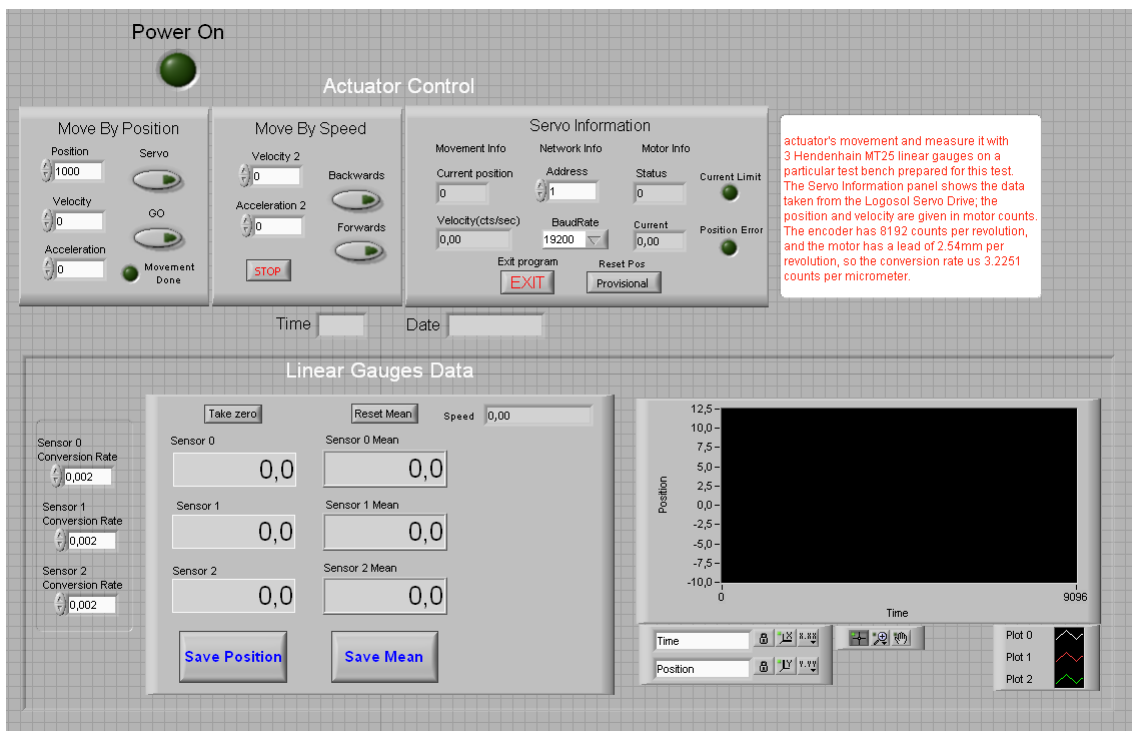 Power On
Actuator Control
Move By Position
Position
1000
Servo
Velocity
0
GO
Acceleration
0
Movement
Done
Move By Speed
Velocity 2
0
Backwards
Acceleration 2
0
Forwards
STOP
Servo Information
Movement Info
Network Info
Motor Info
Current position
0
Address
1
Status
0
Current Limit
Velocity(cts/sec)
0,00
BaudRate
19200
Current
0,00
Position Error
Exit program
EXIT
Reset Pos
Provisional
actuator's movement and measure it with
3 Hendenhain MT25 linear gauges on a
particular test bench prepared for this test.
The Servo Information panel shows the data
taken from the Logosol Servo Drive; the
position and velocity are given in motor counts.
The encoder has 8192 counts per revolution,
and the motor has a lead of 2.54mm per
revolution, so the conversion rate us 3.2251
counts per micrometer.
Time
Date
Linear Gauges Data
Sensor 0
Conversion Rate
0,002
Sensor 1
Conversion Rate
0,002
Sensor 2
Conversion Rate
0,002
Take zero
Reset Mean
Speed
0,00
Sensor 0
0,0
Sensor 0 Mean
0,0
Sensor 1
0,0
Sensor 1 Mean
0,0
Sensor 2
0,0
Sensor 2 Mean
0,0
Save Position
Save Mean
Position
12,5
10,0
7,5
5,0
2,5
0,0
-2,5
-5,0
-7,5
-10,0
0
9096
Time
Time
X
X.XX
Position
Y
Y.YY
Plot 0
Plot 1
Plot 2